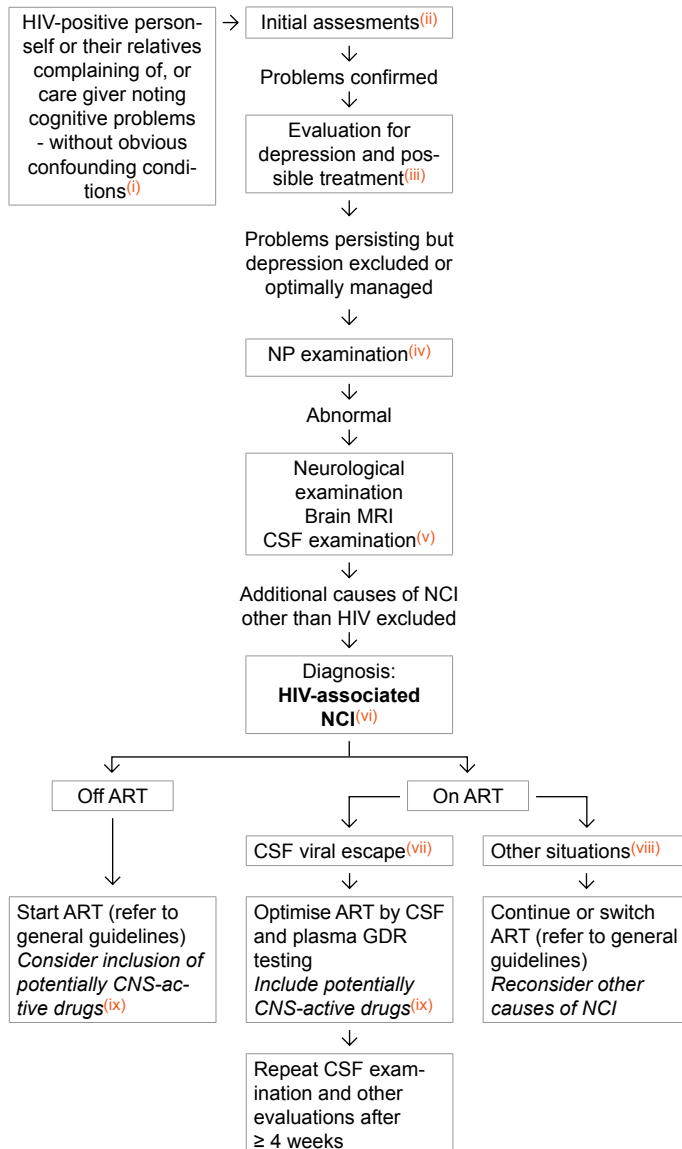 HIV-positive person-
self or their relatives
complaining of, or
care giver noting
cognitive problems
- without obvious
confounding condi-
tions(i)
Initial assesments(ii)
Problems confirmed
Evaluation for
depression and pos-
sible treatment(iii)
Problems persisting but
depression excluded or
optimally managed
NP examination(iv)
Abnormal
Neurological
examination
Brain MRI
CSF examination(v)
Additional causes of NCI
other than HIV excluded
Diagnosis:
HIV-associated
NCI(vi)
Off ART
On ART
CSF viral escape(vii)
Other situations(viii)
Start ART (refer to
general guidelines)
Consider inclusion of
potentially CNS-ac-
tive drugs(ix)
Optimise ART by CSF
and plasma GDR
testing
Include potentially
CNS-active drugs(ix)
Continue or switch
ART (refer to general
guidelines)
Reconsider other
causes of NCI
Repeat CSF exam-
ination and other
evaluations after
≥ 4 weeks